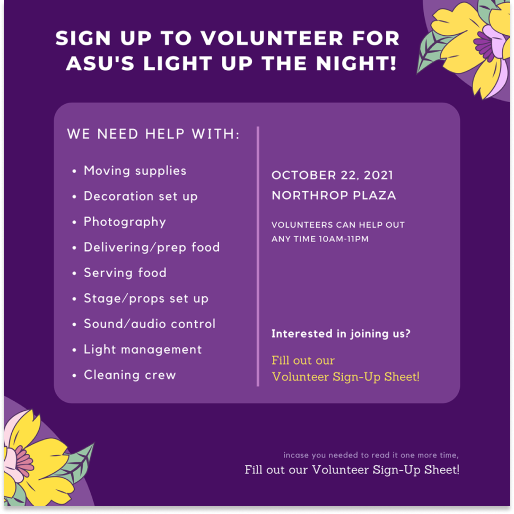 SIGN UP TO VOLUNTEER FOR
ASU'S LIGHT UP THE NIGHT!
WE NEED HELP WITH:
• Moving supplies
• Decoration set up
• Photography
• Delivering/prep food
• Serving food
• Stage/props set up
• Sound/audio control
• Light management
• Cleaning crew
OCTOBER 22, 2021
NORTHROP PLAZA
VOLUNTEERS CAN HELP OUT
ANY TIME 10AM-11PM
Interested in joining us?
Fill out our
Volunteer Sign-Up Sheet!
incase you needed to read it one more time,
Fill out our Volunteer Sign-Up Sheet!